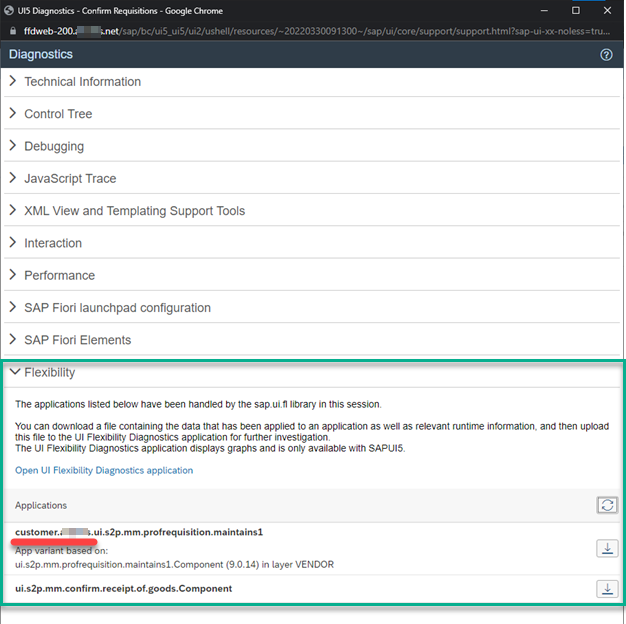 UI5 Diagnostics - Confirm Requisitions - Google Chrome
ffdweb-200. .net/sap/bc/ui5_ui5/ui2/ushell/resources/~20220330091300~/sap/ui/core/support/support.html?sap-ui-xx-noless=tru...
Diagnostics
Technical Information
Control Tree
Debugging
JavaScript Trace
XML View and Templating Support Tools
Interaction
Performance
SAP Fiori launchpad configuration
SAP Fiori Elements
Flexibility
The applications listed below have been handled by the sap.ui.fl library in this session.
You can download a file containing the data that has been applied to an application as well as relevant runtime information, and then upload
this file to the UI Flexibility Diagnostics application for further investigation.
The UI Flexibility Diagnostics application displays graphs and is only available with SAPUI5.
Open UI Flexibility Diagnostics application
Applications
customer. .ui.s2p.mm.profrequisition.maintains1
App variant based on:
ui.s2p.mm.profrequisition.maintains1.Component (9.0.14) in layer VENDOR
ui.s2p.mm.confirm.receipt.of.goods.Component